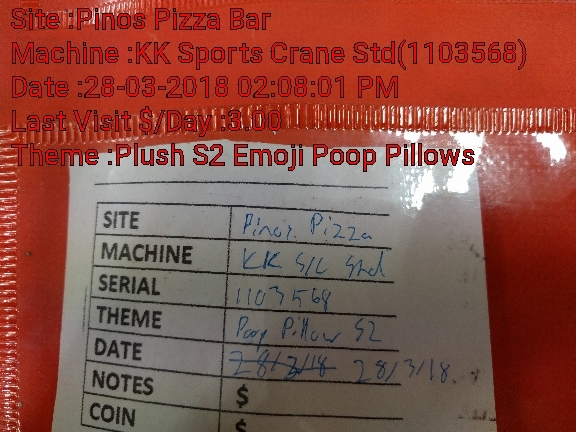 Site :Pinos Pizza Bar
Machine :KK Sports Crane Std(1103568)
Date :28-03-2018 02:08:01 PM
Last Visit $/Day :3.00
Theme :Plush S2 Emoji Poop Pillows
SITE Pinos Pizza
MACHINE KK S/C Std
SERIAL 1103568
THEME Poop Pillow S2
DATE 28/3/18 28/3/18
NOTES $
COIN $